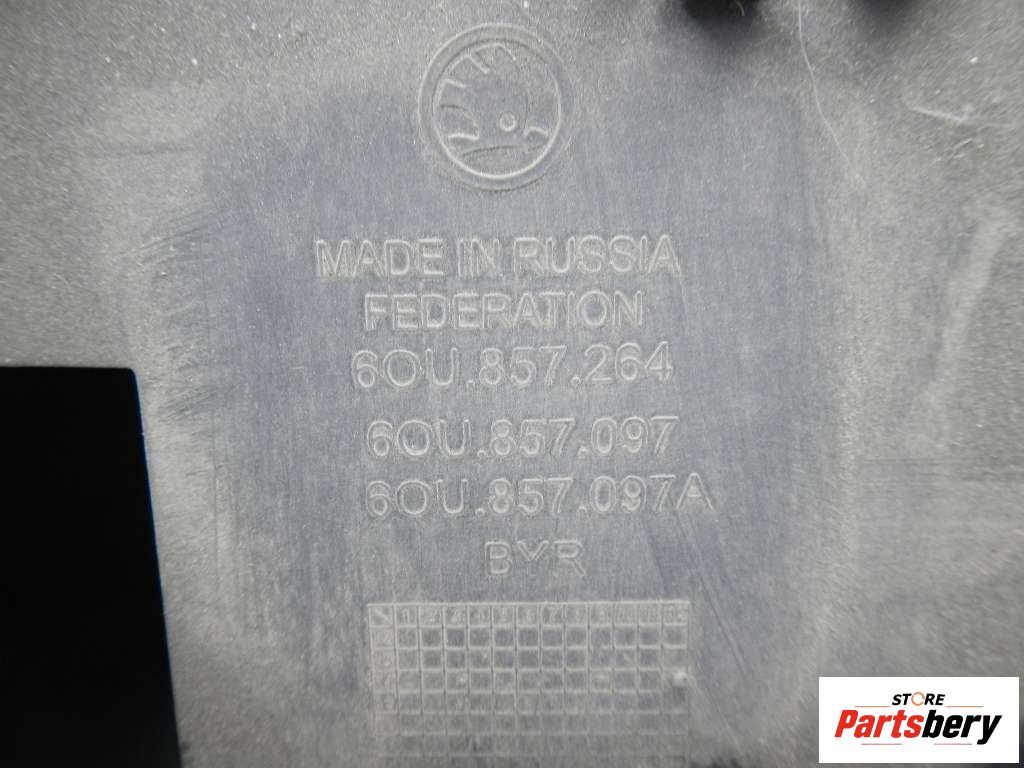 MADE IN RUSSIA
FEDERATION
6OU.857.264
6OU.857.097
6OU.857.097A
BYR
STORE
Partsbery